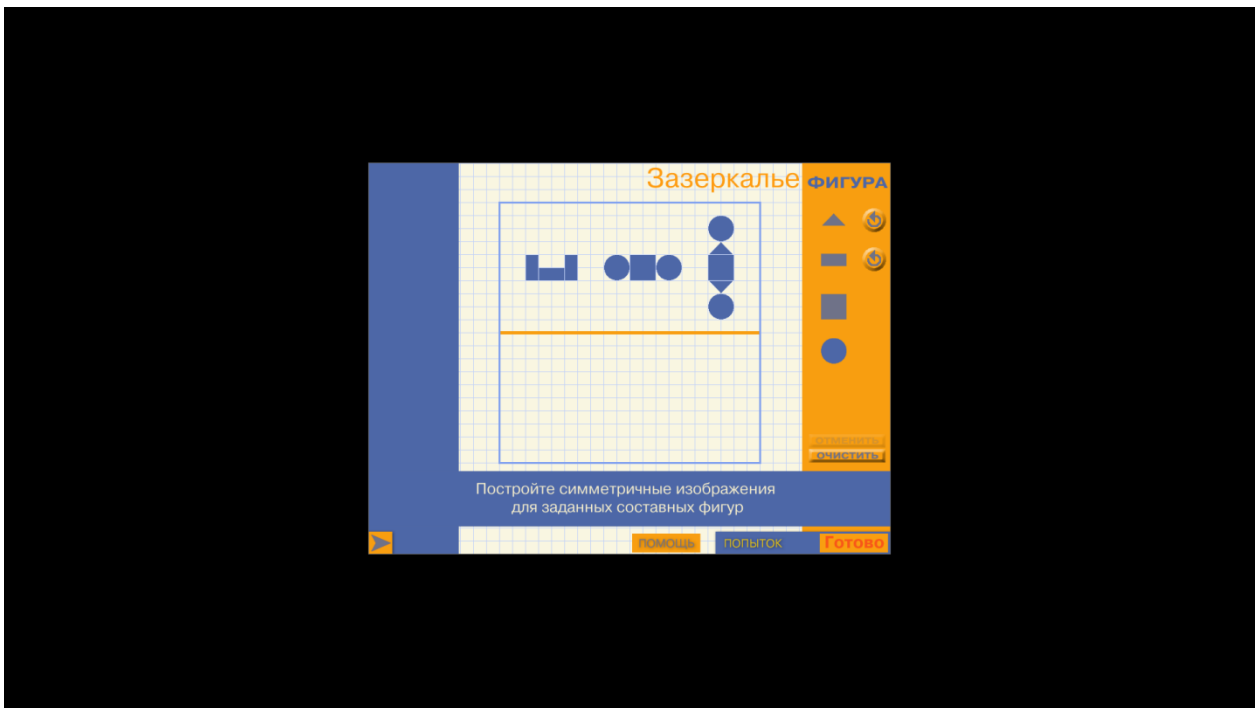 Зазеркалье
ФИГУРА
ОТМЕНИТЬ
ОЧИСТИТЬ
Постройте симметричные изображения
для заданных составных фигур
ПОМОЩЬ
ПОПЫТОК
Готово